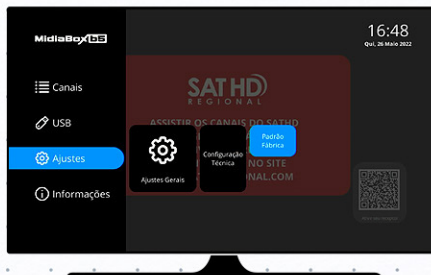 MidiaBox b5
16:48
Qui, 26 Maio 2022
Canais
USB
Ajustes
Informações
SAT HD
REGIONAL
ASSISTIR OS CANAIS DO SATHD
Padrão
Fábrica
Configuração
Técnica
Ajustes Gerais
NO SITE
NAL.COM